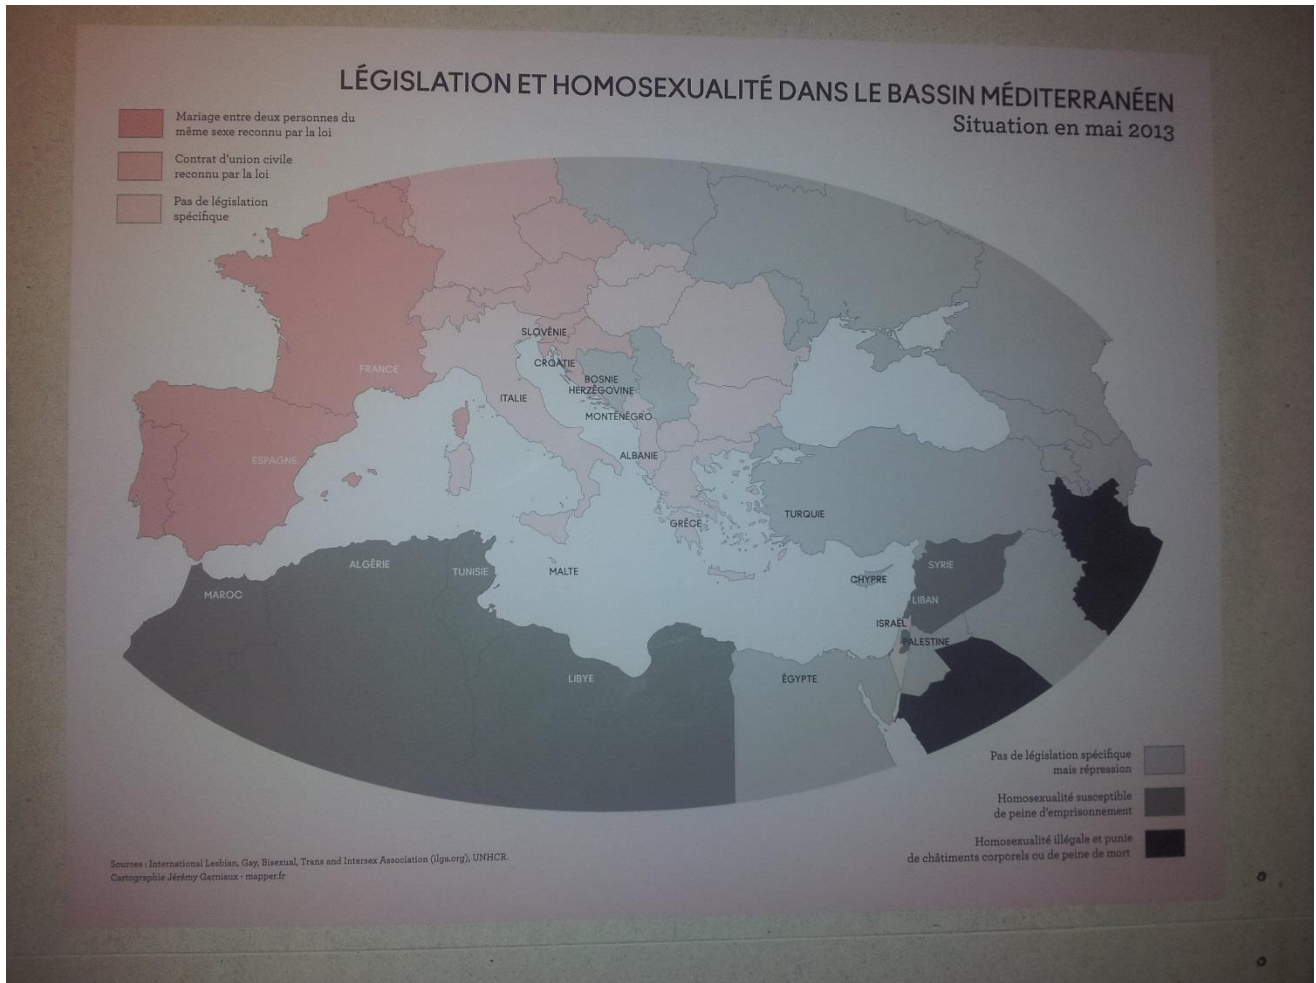 LÉGISLATION ET HOMOSEXUALITÉ DANS LE BASSIN MÉDITERRANÉEN
Situation en mai 2013
Mariage entre deux personnes du
même sexe reconnu par la loi
Contrat d'union civile
reconnu par la loi
Pas de législation
spécifique
SLOVÉNIE
CROATIE
FRANCE
BOSNIE
HERZÉGOVINE
ITALIE
MONTÉNÉGRO
ALBANIE
ESPAGNE
TURQUIE
GRÈCE
ALGÉRIE
TUNISIE
MALTE
SYRIE
CHYPRE
MAROC
LIBAN
ISRAËL
PALESTINE
LIBYE
ÉGYPTE
Pas de législation spécifique
mais répression
Homosexualité susceptible
de peine d'emprisonnement
Homosexualité illégale et punie
de châtiments corporels ou de peine de mort
Sources : International Lesbian, Gay, Bisexual, Trans and Intersex Association (ilga.org), UNHCR.
Cartographie Jérémy Garniaux - mapper.fr